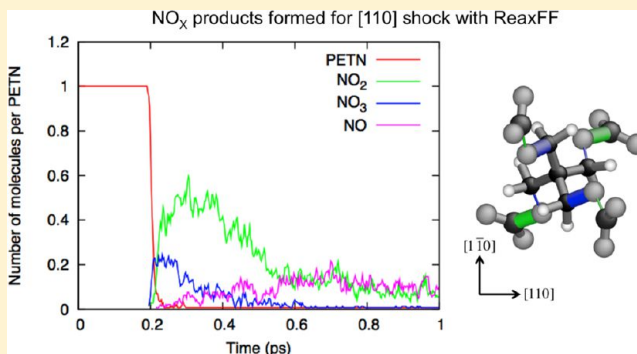 NOX products formed for [110] shock with ReaxFF
Number of molecules per PETN
1.2
1
0.8
0.6
0.4
0.2
0
PETN
NO2
NO3
NO
0 0.2 0.4 0.6 0.8 1
Time (ps)
[11̄0]
[110]